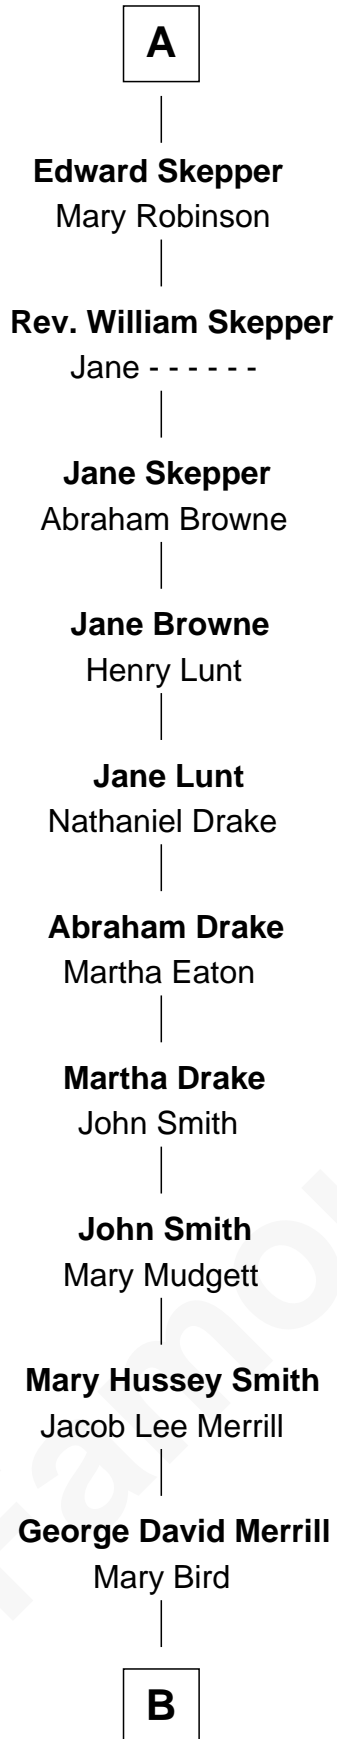 A
Edward Skepper
Mary Robinson
Rev. William Skepper
Jane - - - - - -
Jane Skepper
Abraham Browne
Jane Browne
Henry Lunt
Jane Lunt
Nathaniel Drake
Abraham Drake
Martha Eaton
Martha Drake
John Smith
John Smith
Mary Mudgett
Mary Hussey Smith
Jacob Lee Merrill
George David Merrill
Mary Bird
B